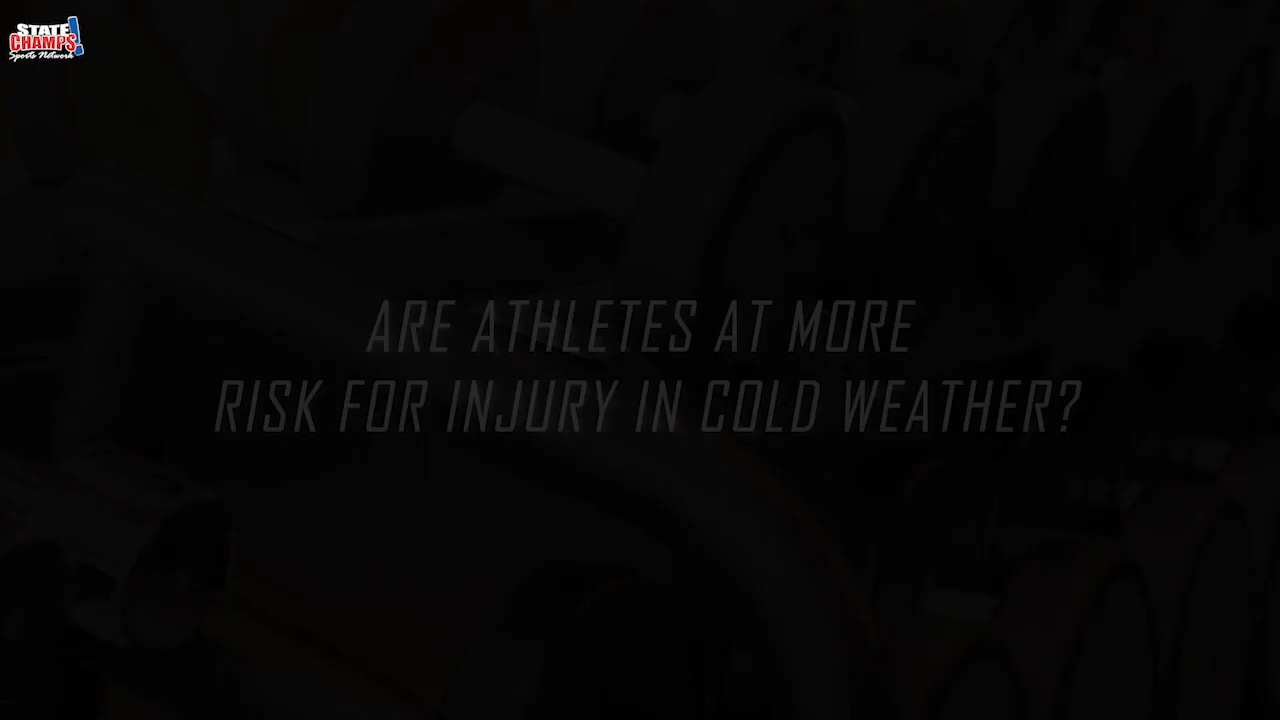 STATE
CHAMPS!
Sports Network
ARE ATHLETES AT MORE
RISK FOR INJURY IN COLD WEATHER?